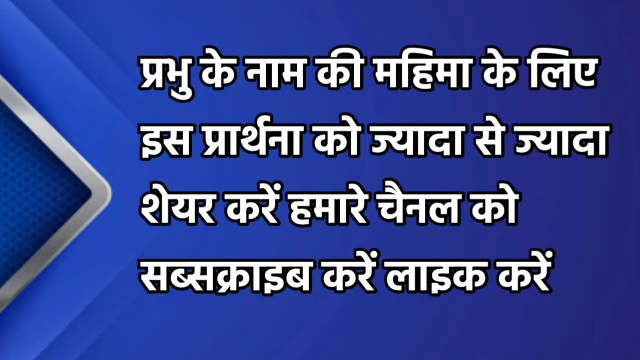 प्रभु के नाम की महिमा के लिए
इस प्रार्थना को ज्यादा से ज्यादा
शेयर करें हमारे चैनल को
सब्सक्राइब करें लाइक करें